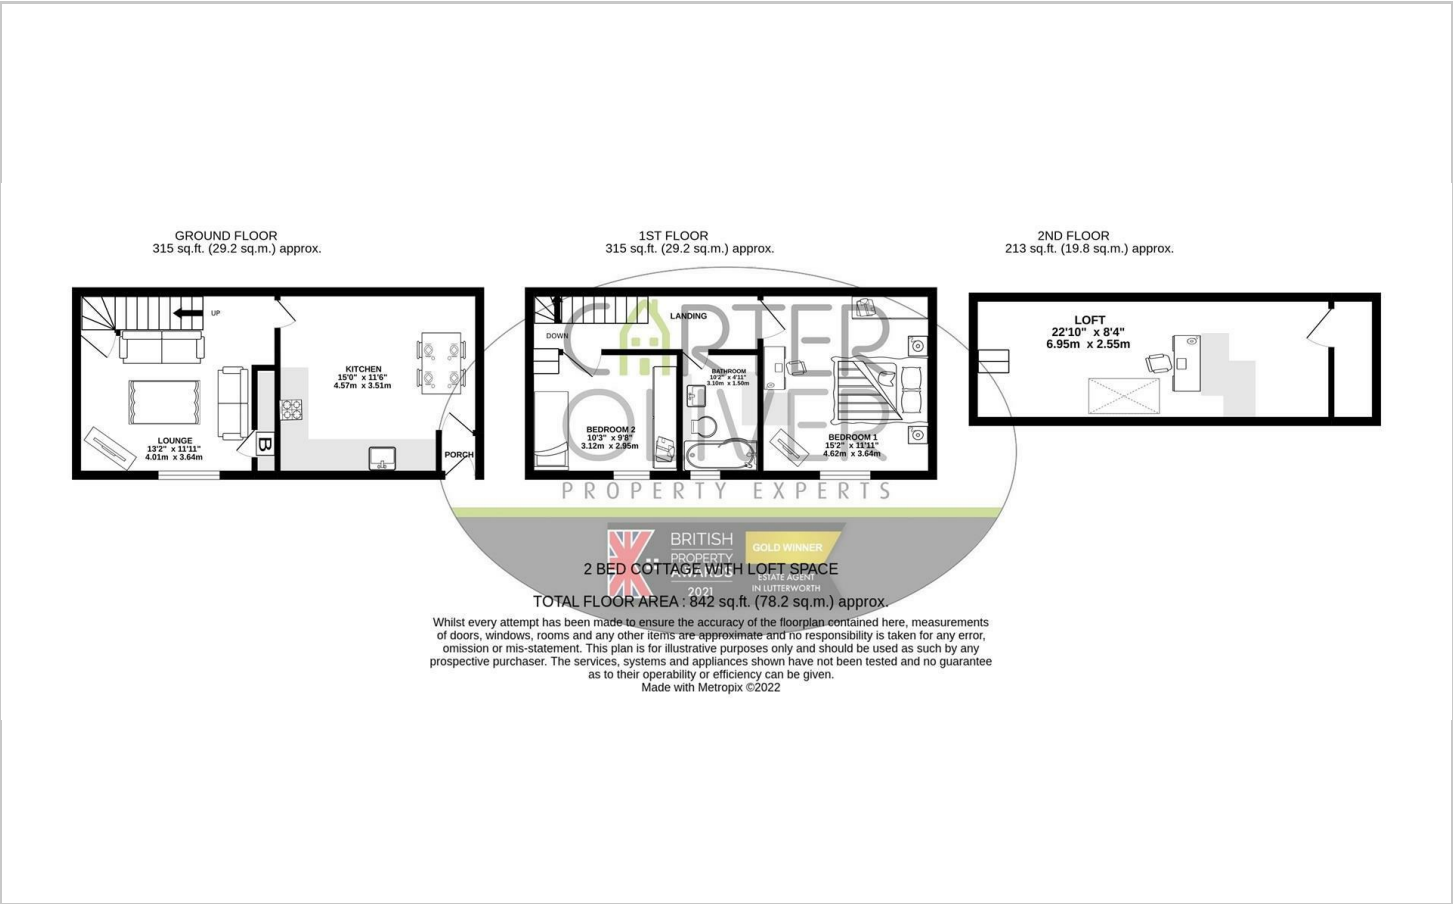 GROUND FLOOR
315 sq.ft. (29.2 sq.m.) approx.
1ST FLOOR
315 sq.ft. (29.2 sq.m.) approx.
2ND FLOOR
213 sq.ft. (19.8 sq.m.) approx.
UP
KITCHEN
15'0" x 11'6"
4.57m x 3.51m
LOUNGE
13'2" x 11'11"
4.01m x 3.64m
B
PORCH
LANDING
DOWN
BATHROOM
10'2" x 4'11"
3.10m x 1.50m
BEDROOM 2
10'3" x 9'8"
3.12m x 2.95m
BEDROOM 1
15'2" x 11'11"
4.62m x 3.64m
LOFT
22'10" x 8'4"
6.95m x 2.55m
CARTER
OLIVER
PROPERTY EXPERTS
BRITISH
PROPERTY
AWARDS
2021
GOLD WINNER
ESTATE AGENT
IN LUTTERWORTH
2 BED COTTAGE WITH LOFT SPACE
TOTAL FLOOR AREA : 842 sq.ft. (78.2 sq.m.) approx.
Whilst every attempt has been made to ensure the accuracy of the floorplan contained here, measurements
of doors, windows, rooms and any other items are approximate and no responsibility is taken for any error,
omission or mis-statement. This plan is for illustrative purposes only and should be used as such by any
prospective purchaser. The services, systems and appliances shown have not been tested and no guarantee
as to their operability or efficiency can be given.
Made with Metropix ©2022